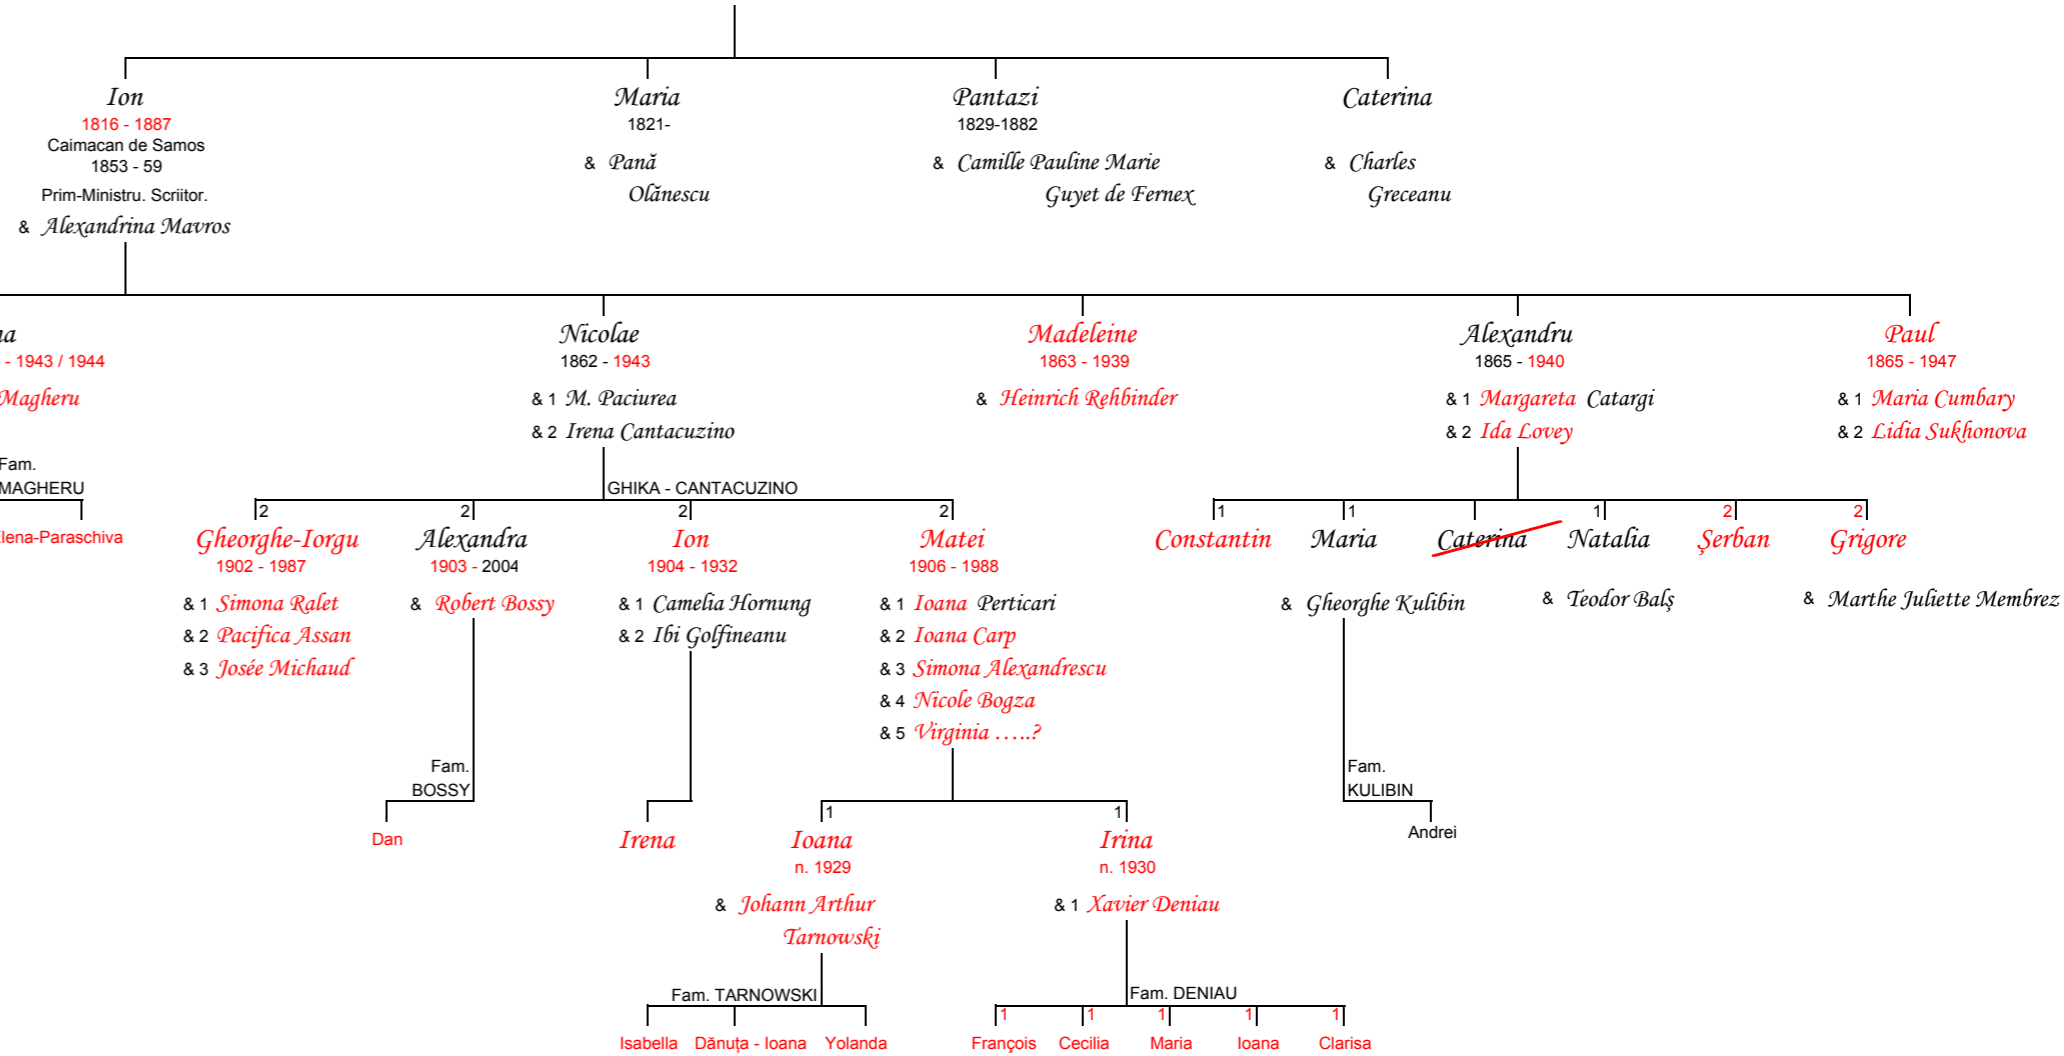 Ion
1816 - 1887
Caimacan de Samos
1853 - 59
Prim-Ministru. Scriitor.
& Alexandrina Mavros
Maria
1821-
& Pană
Olănescu
Pantazi
1829-1882
& Camille Pauline Marie
Guyet de Fernex
Caterina
& Charles
Greceanu
na
- 1943 / 1944
Magheru
Fam.
MAGHERU
Elena-Paraschiva
Nicolae
1862 - 1943
& 1 M. Paciurea
& 2 Irena Cantacuzino
GHIKA - CANTACUZINO
Madeleine
1863 - 1939
& Heinrich Rehbinder
Alexandru
1865 - 1940
& 1 Margareta Catargi
& 2 Ida Lovey
Paul
1865 - 1947
& 1 Maria Cumbary
& 2 Lidia Sukhonova
2
Gheorghe-Iorgu
1902 - 1987
& 1 Simona Ralet
& 2 Pacifica Assan
& 3 Josée Michaud
2
Alexandra
1903 - 2004
& Robert Bossy
Fam.
BOSSY
Dan
2
Ion
1904 - 1932
& 1 Camelia Hornung
& 2 Ibi Golfineanu
Irena
2
Matei
1906 - 1988
& 1 Ioana Perticari
& 2 Ioana Carp
& 3 Simona Alexandrescu
& 4 Nicole Bogza
& 5 Virginia .....?
1
Constantin
1
Maria
& Gheorghe Kulibin
Fam.
KULIBIN
Andrei
Caterina
1
Natalia
& Teodor Balş
2
Şerban
2
Grigore
& Marthe Juliette Membrez
1
Ioana
n. 1929
& Johann Arthur
Tarnowski
Fam. TARNOWSKI
Isabella
Dănuţa - Ioana
Yolanda
1
Irina
n. 1930
& 1 Xavier Deniau
Fam. DENIAU
1
François
1
Cecilia
1
Maria
1
Ioana
1
Clarisa